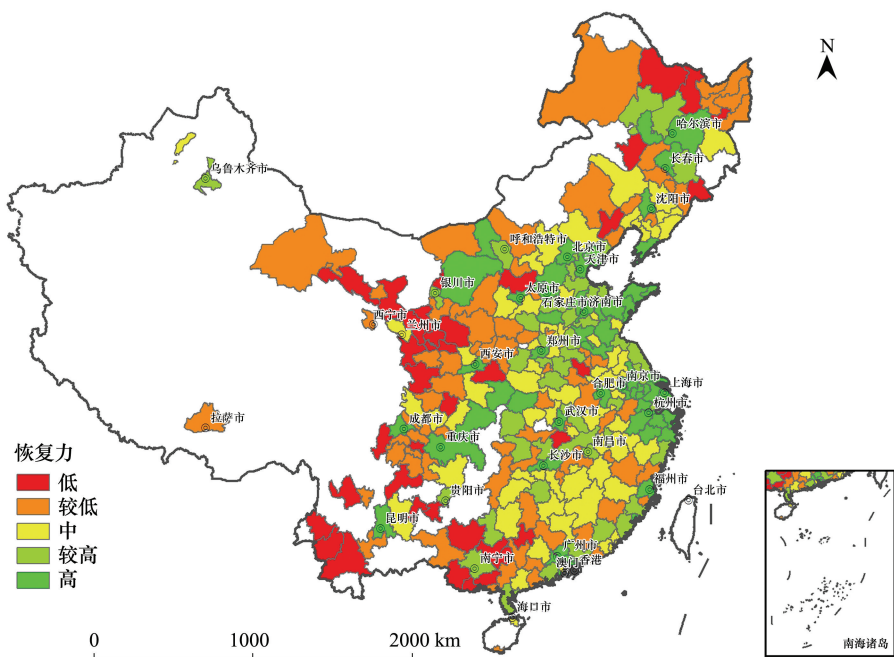 N
哈尔滨市
长春市
乌鲁木齐市
沈阳市
呼和浩特市
北京市
天津市
银川市
太原市
石家庄市
济南市
西宁市
兰州市
郑州市
西安市
南京市
合肥市
上海市
杭州市
拉萨市
成都市
武汉市
重庆市
南昌市
长沙市
恢复力
低
较低
中
较高
高
贵阳市
福州市
台北市
昆明市
广州市
南宁市
澳门
香港
海口市
南海诸岛
0
1000
2000 km